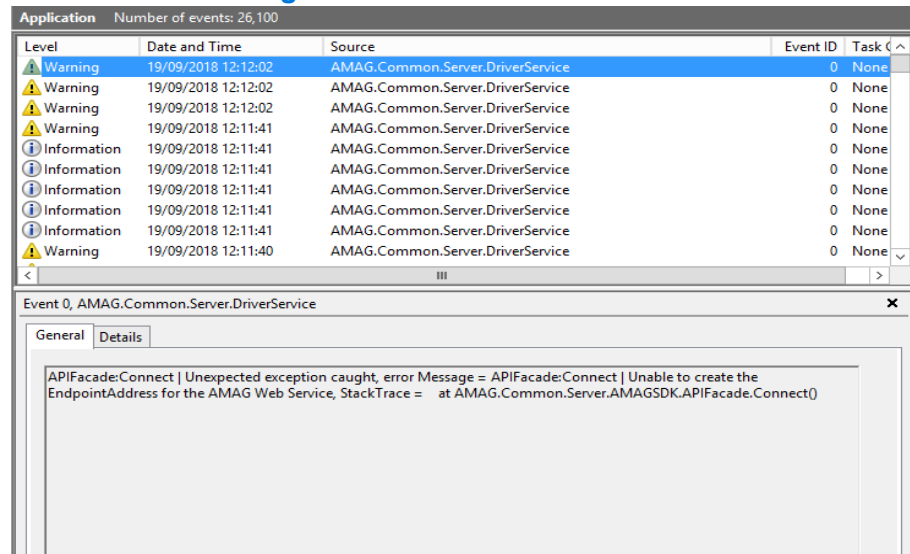 Application Number of events: 26,100
Level Date and Time Source Event ID Task
Warning 19/09/2018 12:12:02 AMAG.Common.Server.DriverService 0 None
Warning 19/09/2018 12:12:02 AMAG.Common.Server.DriverService 0 None
Warning 19/09/2018 12:12:02 AMAG.Common.Server.DriverService 0 None
Warning 19/09/2018 12:11:41 AMAG.Common.Server.DriverService 0 None
Information 19/09/2018 12:11:41 AMAG.Common.Server.DriverService 0 None
Information 19/09/2018 12:11:41 AMAG.Common.Server.DriverService 0 None
Information 19/09/2018 12:11:41 AMAG.Common.Server.DriverService 0 None
Information 19/09/2018 12:11:41 AMAG.Common.Server.DriverService 0 None
Information 19/09/2018 12:11:41 AMAG.Common.Server.DriverService 0 None
Warning 19/09/2018 12:11:40 AMAG.Common.Server.DriverService 0 None
Event 0, AMAG.Common.Server.DriverService
General Details
APIFacade:Connect | Unexpected exception caught, error Message = APIFacade:Connect | Unable to create the
EndpointAddress for the AMAG Web Service, StackTrace = at AMAG.Common.Server.AMAGSDK.APIFacade.Connect()